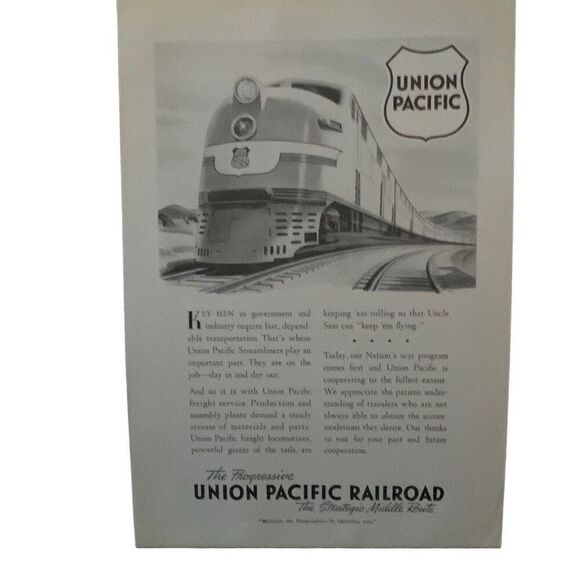 UNION
PACIFIC
KEY MEN in government and
industry require fast, depend-
able transportation. That's where
Union Pacific Streamliners play an
important part. They are on the
job—day in and day out.
And so it is with Union Pacific
freight service. Production and
assembly plants demand a steady
stream of materials and parts.
Union Pacific freight locomotives,
powerful giants of the rails, are
keeping 'em rolling so that Uncle
Sam can "keep 'em flying."
* * * *
Today, our Nation's war program
comes first and Union Pacific is
cooperating to the fullest extent.
We appreciate the patient under-
standing of travelers who are not
always able to obtain the accom-
modations they desire. Our thanks
to you for your past and future
cooperation.
The Progressive
UNION PACIFIC RAILROAD
The Strategic Middle Route
"Mention the Geographic—It identifies you."